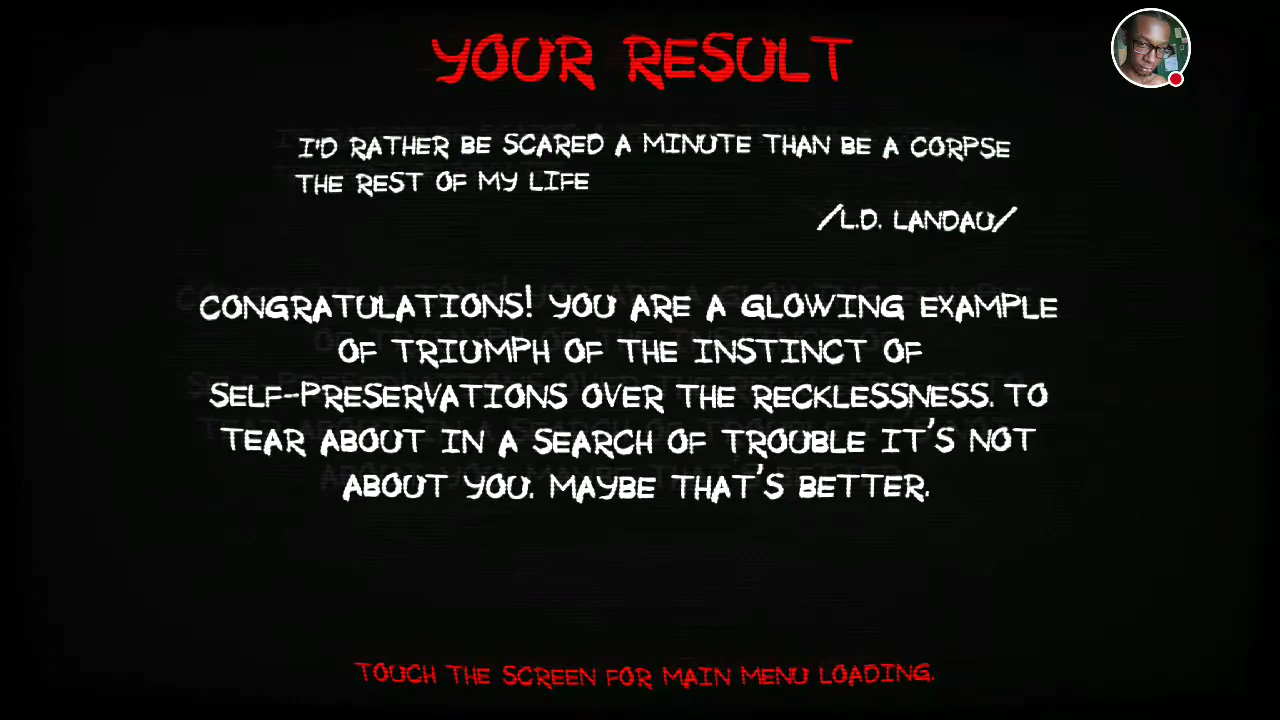 YOUR RESULT
I'D RATHER BE SCARED A MINUTE THAN BE A CORPSE
THE REST OF MY LIFE
/L.D. LANDAU/
CONGRATULATIONS! YOU ARE A GLOWING EXAMPLE
OF TRIUMPH OF THE INSTINCT OF
SELF-PRESERVATIONS OVER THE RECKLESSNESS. TO
TEAR ABOUT IN A SEARCH OF TROUBLE IT'S NOT
ABOUT YOU. MAYBE THAT'S BETTER.
TOUCH THE SCREEN FOR MAIN MENU LOADING.